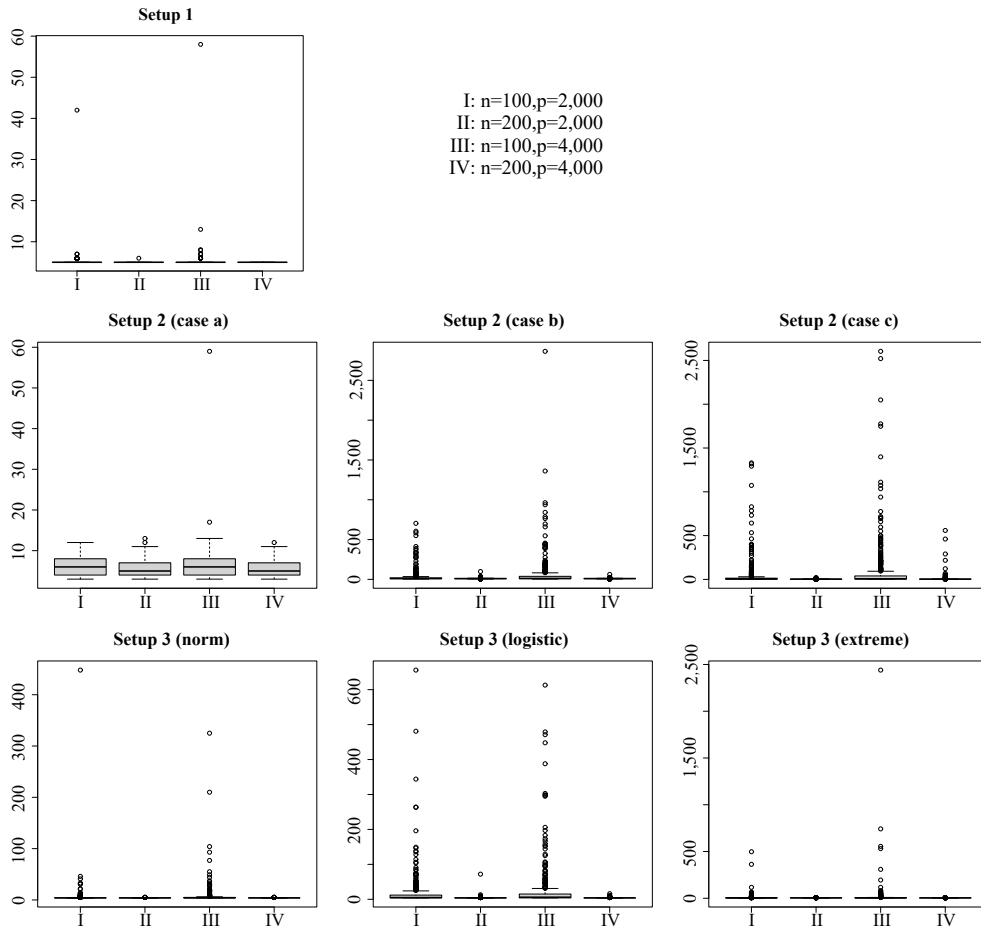 Setup 1
60
50
40
30
20
10
I II III IV
I: n=100,p=2,000
II: n=200,p=2,000
III: n=100,p=4,000
IV: n=200,p=4,000
Setup 2 (case a)
60
50
40
30
20
10
I II III IV
Setup 2 (case b)
2,500
1,500
500
0
I II III IV
Setup 2 (case c)
2,500
1,500
500
0
I II III IV
Setup 3 (norm)
400
300
200
100
0
I II III IV
Setup 3 (logistic)
600
400
200
0
I II III IV
Setup 3 (extreme)
2,500
1,500
500
0
I II III IV